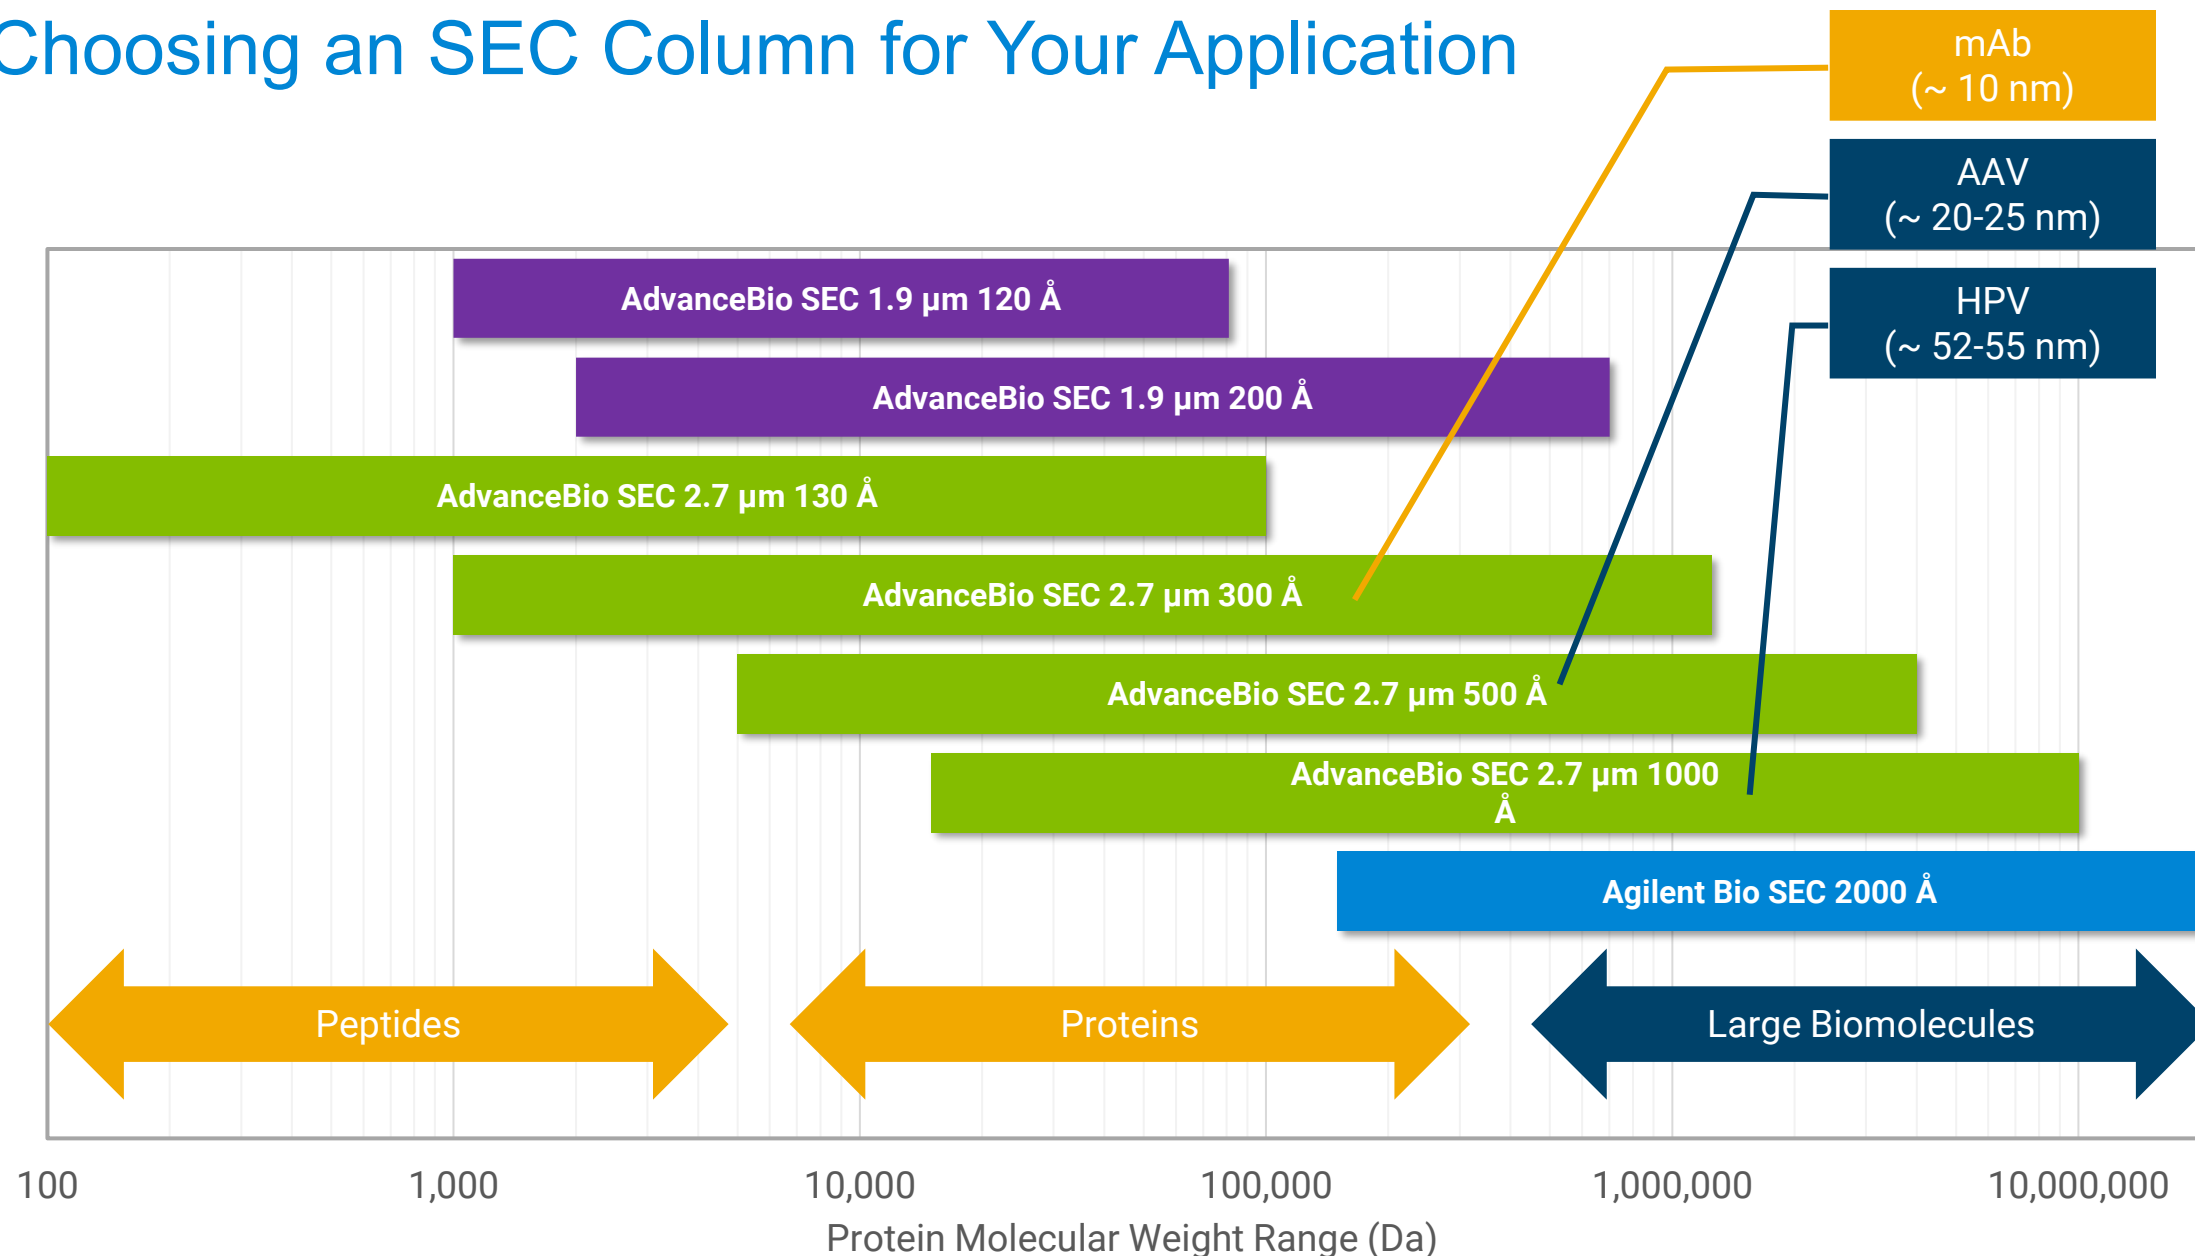 Choosing an SEC Column for Your Application
mAb
(~ 10 nm)
AAV
(~ 20-25 nm)
HPV
(~ 52-55 nm)
AdvanceBio SEC 1.9 μm 120 Å
AdvanceBio SEC 1.9 μm 200 Å
AdvanceBio SEC 2.7 μm 130 Å
AdvanceBio SEC 2.7 μm 300 Å
AdvanceBio SEC 2.7 μm 500 Å
AdvanceBio SEC 2.7 μm 1000
Å
Agilent Bio SEC 2000 Å
Peptides
Proteins
Large Biomolecules
100
1,000
10,000
100,000
1,000,000
10,000,000
Protein Molecular Weight Range (Da)